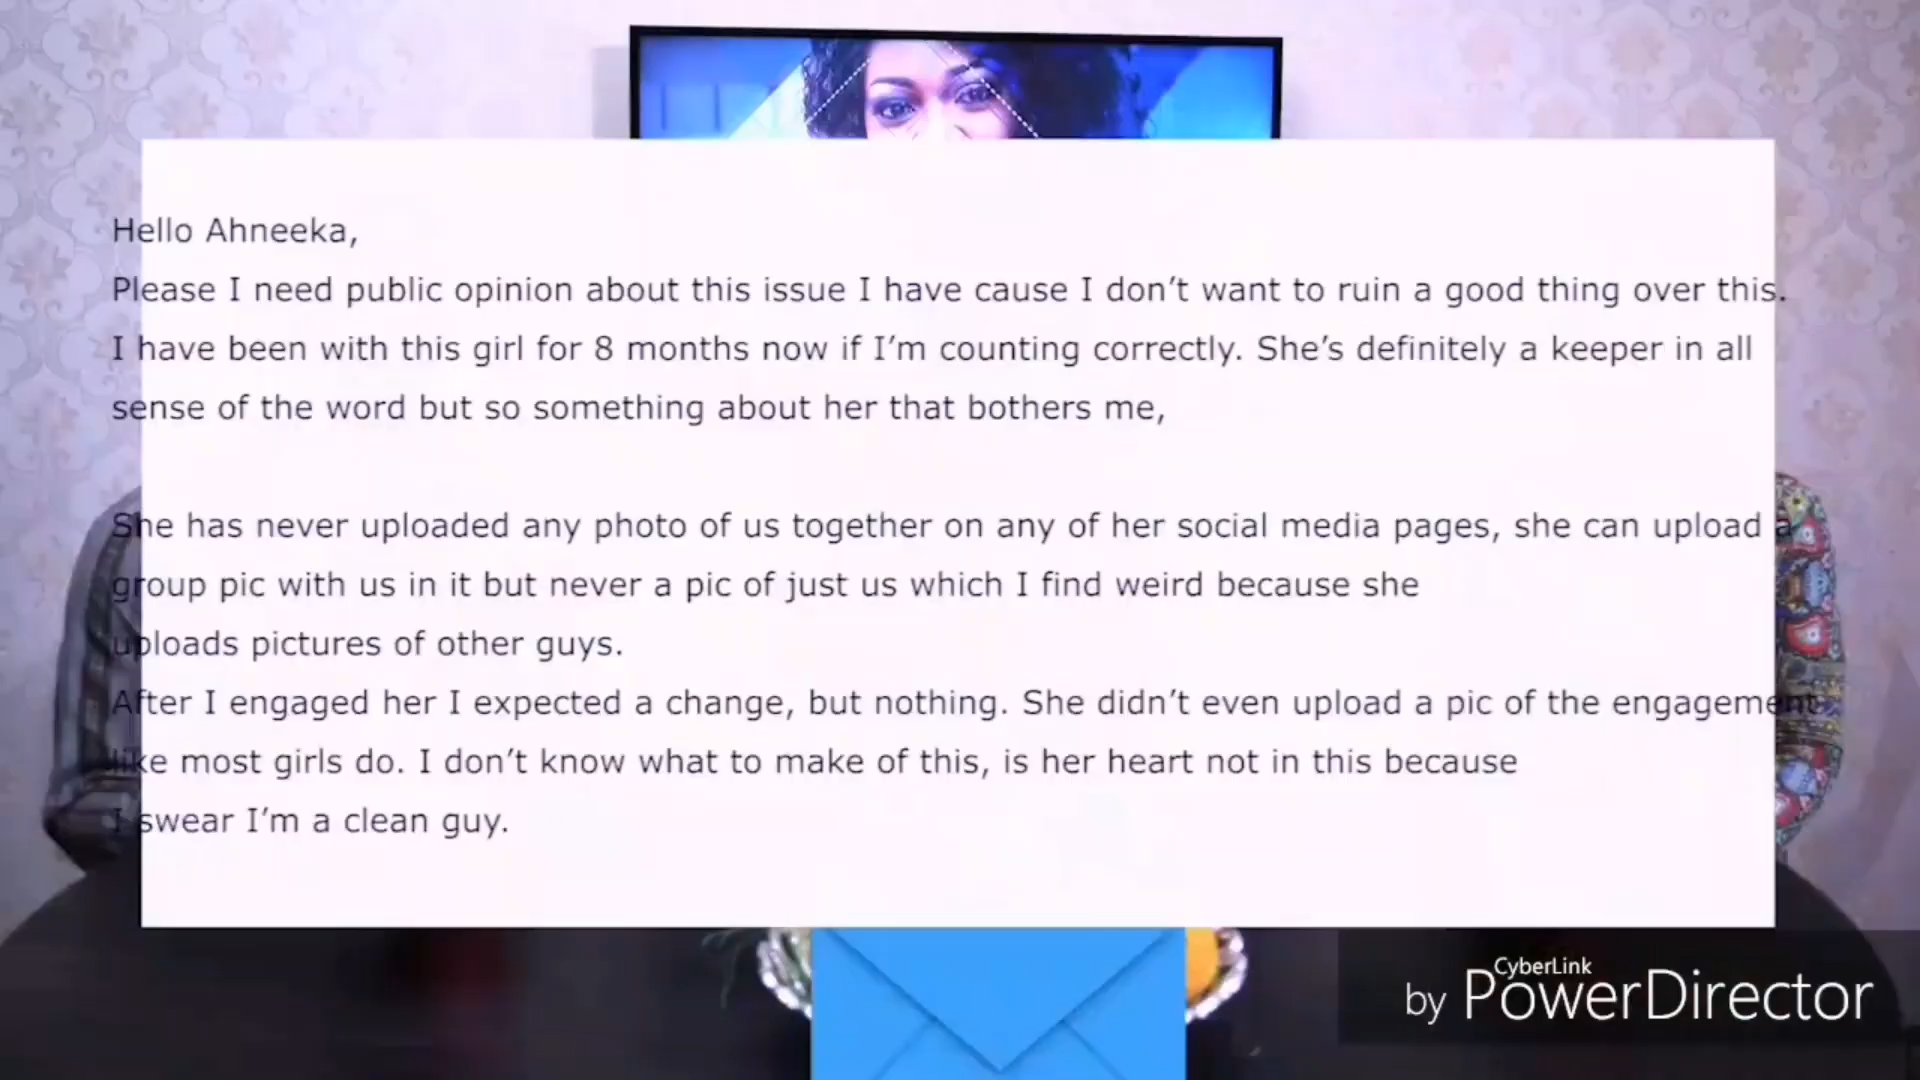 Hello Ahneeka,
Please I need public opinion about this issue I have cause I don't want to ruin a good thing over this.
I have been with this girl for 8 months now if I'm counting correctly. She's definitely a keeper in all
sense of the word but so something about her that bothers me,
She has never uploaded any photo of us together on any of her social media pages, she can upload a
group pic with us in it but never a pic of just us which I find weird because she
uploads pictures of other guys.
After I engaged her I expected a change, but nothing. She didn't even upload a pic of the engagement
like most girls do. I don't know what to make of this, is her heart not in this because
I swear I'm a clean guy.
by CyberLink PowerDirector